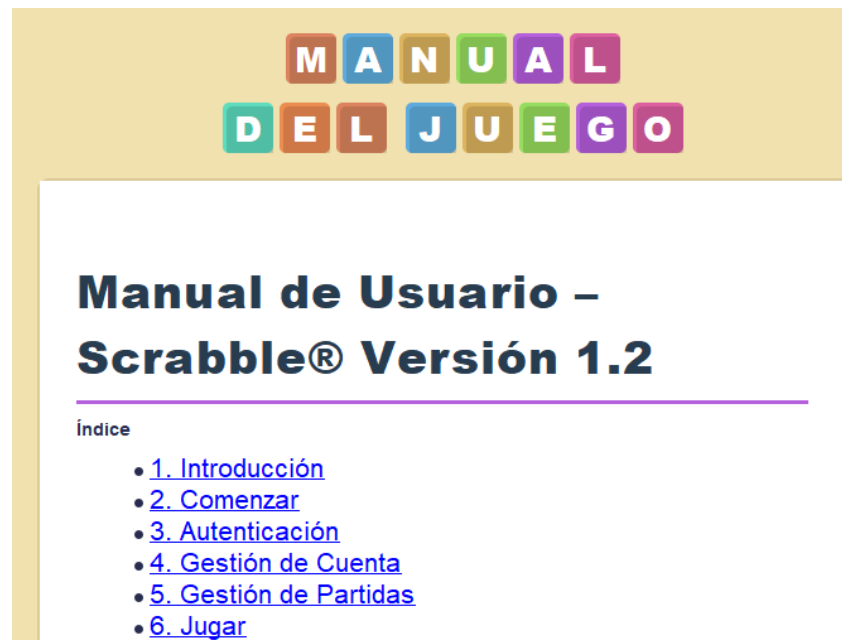 MANUAL
DEL JUEGO
Manual de Usuario –
Scrabble® Versión 1.2
Índice
1. Introducción
2. Comenzar
3. Autenticación
4. Gestión de Cuenta
5. Gestión de Partidas
6. Jugar